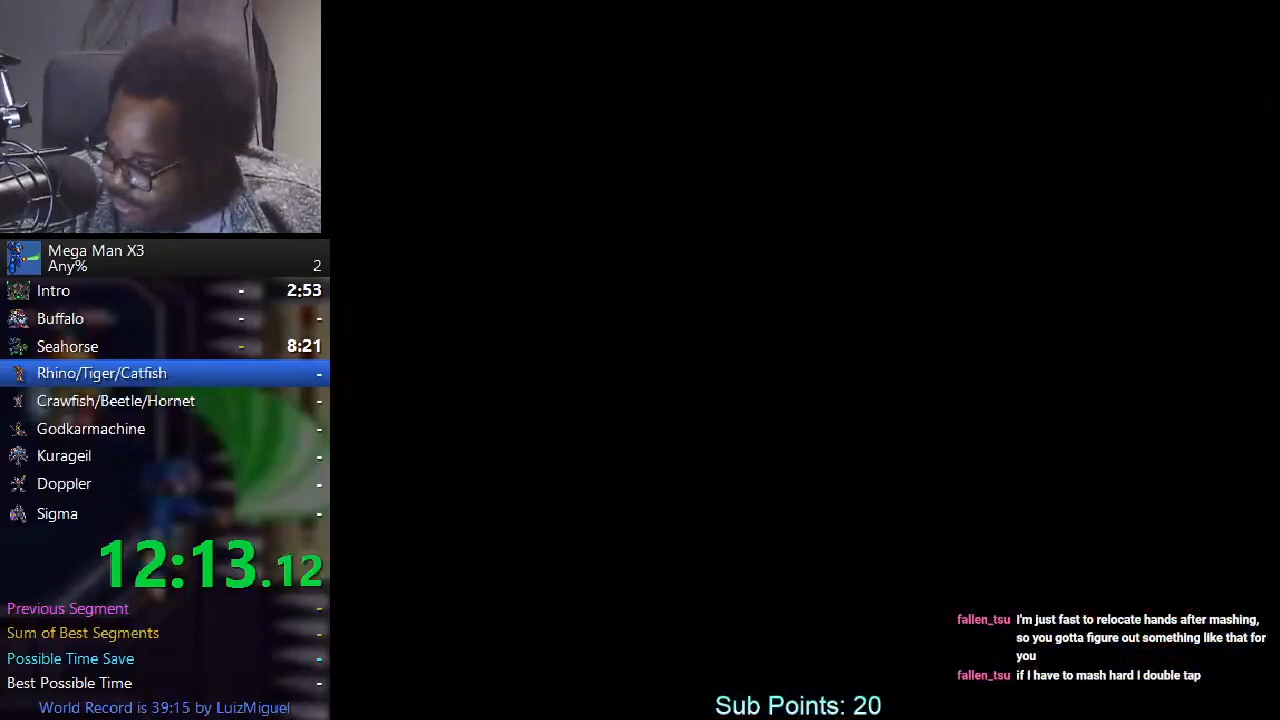 Mega Man X3
Any%
2
Intro - 2:53
Buffalo - -
Seahorse - 8:21
Rhino/Tiger/Catfish -
Crawfish/Beetle/Hornet -
Godkarmachine -
Kurageil -
Doppler -
Sigma -
12:13.12
Previous Segment -
Sum of Best Segments -
Possible Time Save -
Best Possible Time -
World Record is 39:15 by LuizMiguel
fallen_tsu I'm just fast to relocate hands after mashing,
so you gotta figure out something like that for
you
fallen_tsu if I have to mash hard I double tap
Sub Points: 20